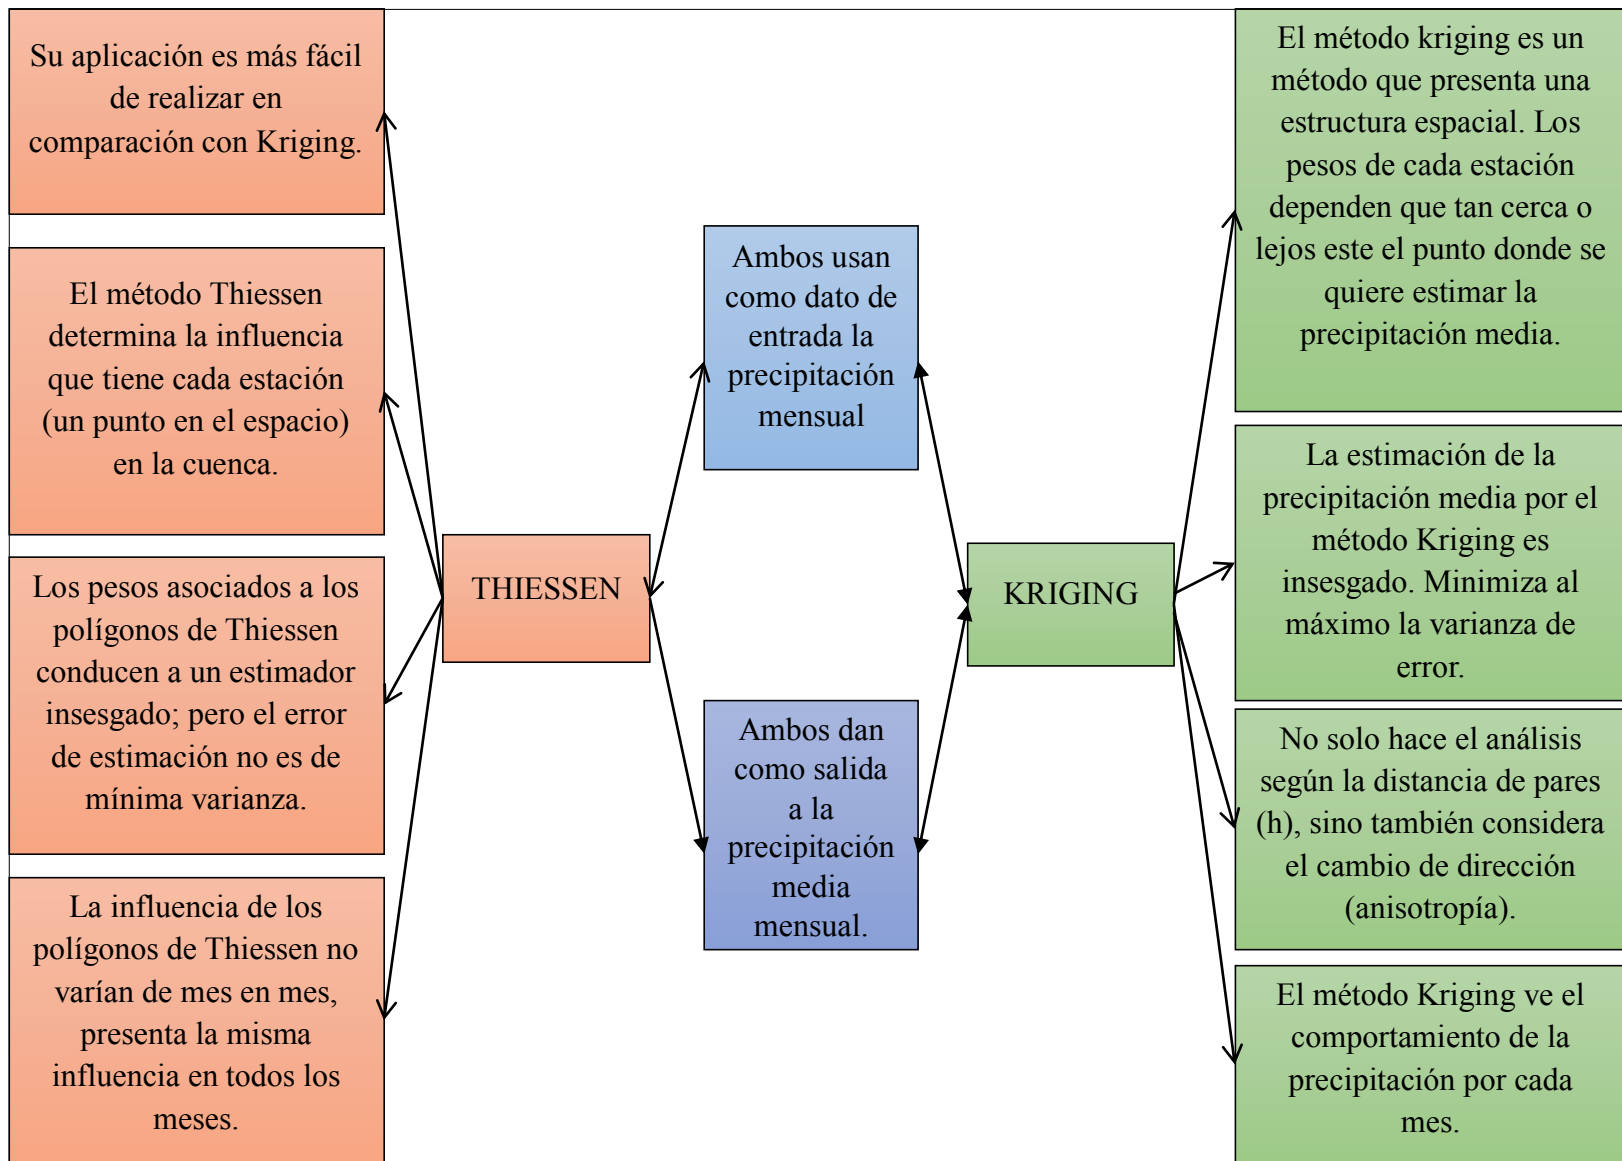 Su aplicación es más fácil
de realizar en
comparación con Kriging.
El método Thiessen
determina la influencia
que tiene cada estación
(un punto en el espacio)
en la cuenca.
Los pesos asociados a los
polígonos de Thiessen
conducen a un estimador
insesgado; pero el error
de estimación no es de
mínima varianza.
La influencia de los
polígonos de Thiessen no
varían de mes en mes,
presenta la misma
influencia en todos los
meses.
THIESSEN
Ambos usan
como dato de
entrada la
precipitación
mensual
Ambos dan
como salida
a la
precipitación
media
mensual.
KRIGING
El método kriging es un
método que presenta una
estructura espacial. Los
pesos de cada estación
dependen que tan cerca o
lejos este el punto donde se
quiere estimar la
precipitación media.
La estimación de la
precipitación media por el
método Kriging es
insesgado. Minimiza al
máximo la varianza de
error.
No solo hace el análisis
según la distancia de pares
(h), sino también considera
el cambio de dirección
(anisotropía).
El método Kriging ve el
comportamiento de la
precipitación por cada
mes.